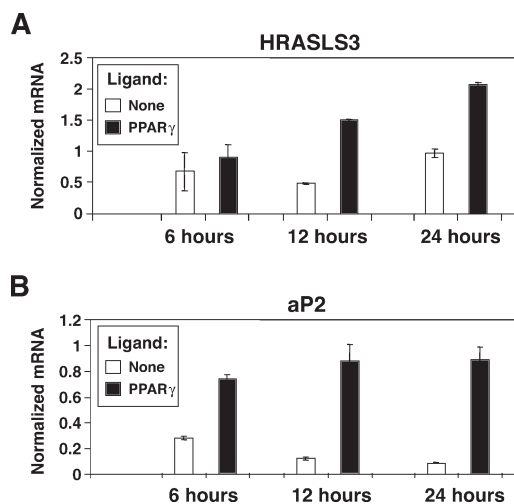 A
HRASLS3
Normalized mRNA
2.5
2
1.5
1
0.5
0
Ligand:
None
PPARγ
6 hours
12 hours
24 hours
B
aP2
Normalized mRNA
1.2
1
0.8
0.6
0.4
0.2
0
Ligand:
None
PPARγ
6 hours
12 hours
24 hours